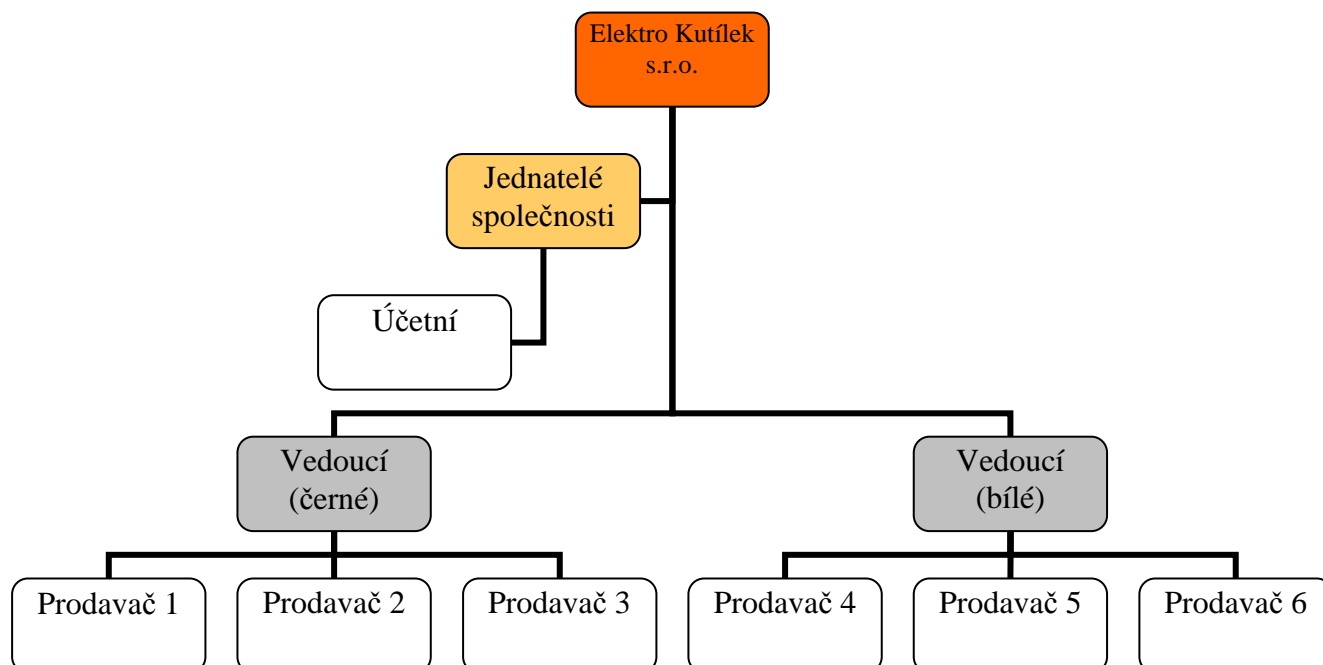 Elektro Kutílek
s.r.o.
Jednatelé
společnosti
Účetní
Vedoucí
(černé)
Vedoucí
(bílé)
Prodavač 1
Prodavač 2
Prodavač 3
Prodavač 4
Prodavač 5
Prodavač 6